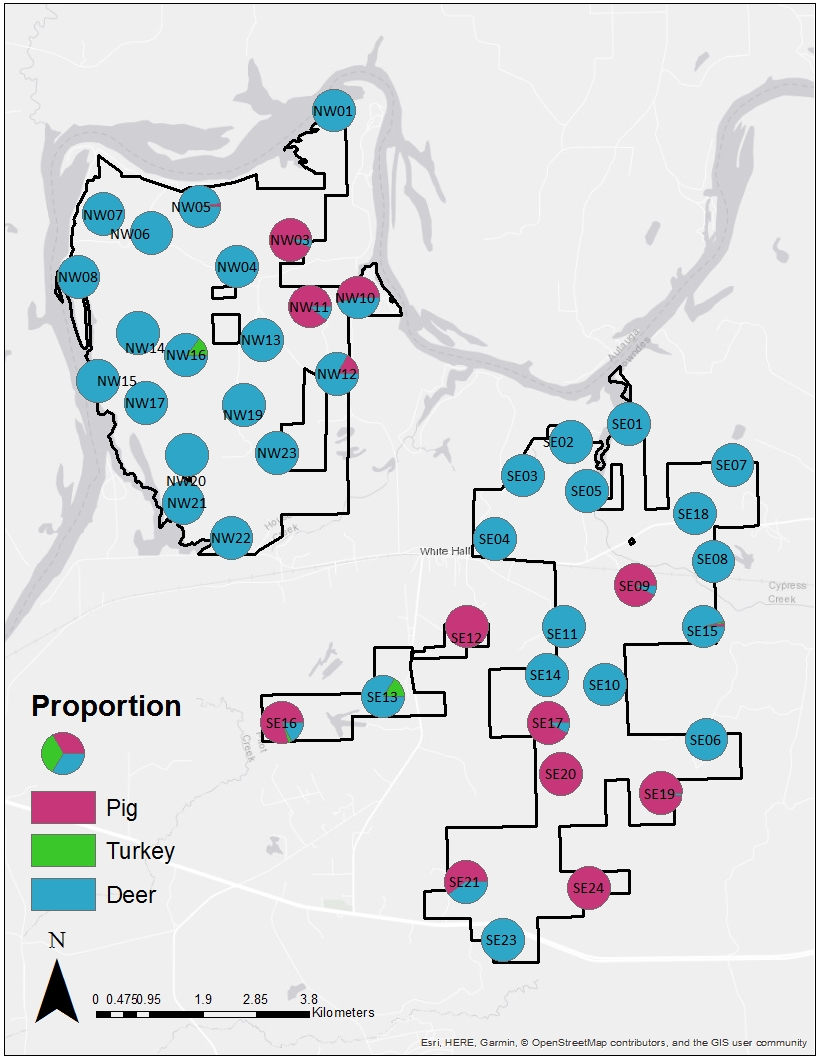 NW01
NW07
NW05
NW06
NW03
NW04
NW08
NW10
NW11
NW13
NW14
NW16
NW12
NW15
NW17
NW19
NW23
NW20
NW21
NW22
Autauga
SE01
SE02
SE07
SE03
SE05
SE18
SE04
White Hall
SE08
SE09
Cypress
Creek
SE12
SE11
SE15
SE14
SE10
SE13
SE16
SE17
SE06
Creek
SE20
SE19
SE21
SE24
SE23
Proportion
Pig
Turkey
Deer
N
0 0.475 0.95 1.9 2.85 3.8
Kilometers
Esri, HERE, Garmin, © OpenStreetMap contributors, and the GIS user community